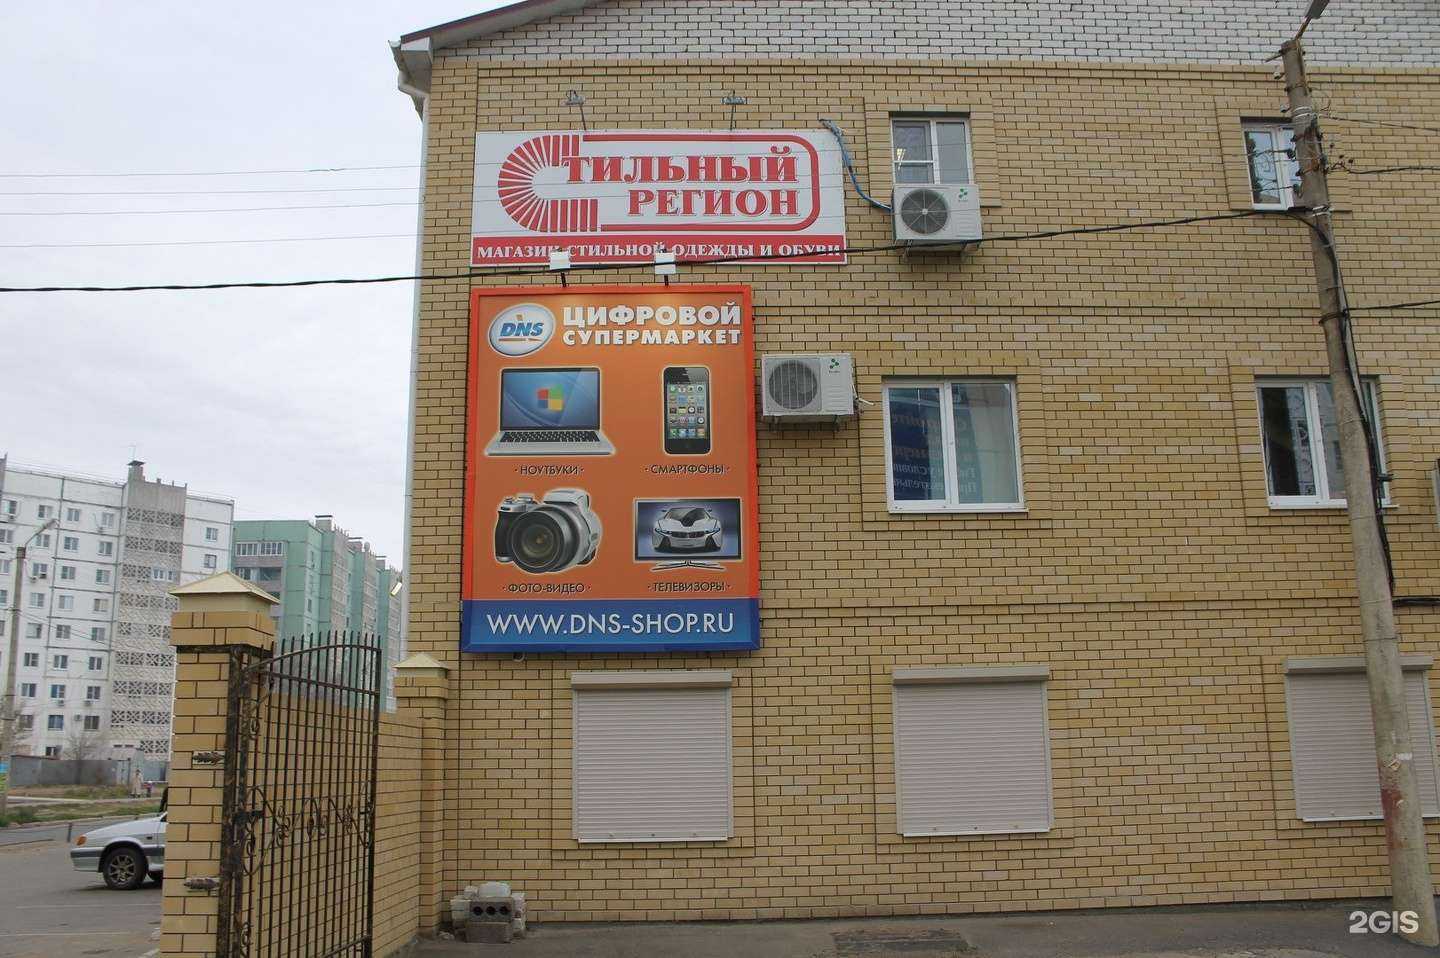 СТИЛЬНЫЙ
РЕГИОН
МАГАЗИН СТИЛЬНОЙ ОДЕЖДЫ И ОБУВИ
DNS
ЦИФРОВОЙ
СУПЕРМАРКЕТ
· НОУТБУКИ ·
· СМАРТФОНЫ ·
· ФОТО-ВИДЕО ·
· ТЕЛЕВИЗОРЫ ·
WWW.DNS-SHOP.RU
2GIS